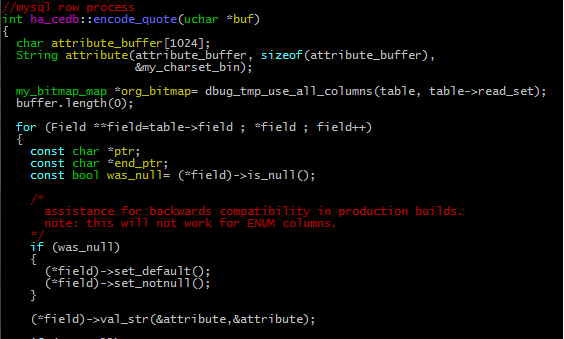 //mysql row process
int ha_cedb::encode_quote(uchar *buf)
{
  char attribute_buffer[1024];
  String attribute(attribute_buffer, sizeof(attribute_buffer),
                   &my_charset_bin);
  my_bitmap_map *org_bitmap= dbug_tmp_use_all_columns(table, table->read_set);
  buffer.length(0);
  for (Field **field=table->field ; *field ; field++)
  {
    const char *ptr;
    const char *end_ptr;
    const bool was_null= (*field)->is_null();
    /*
      assistance for backwards compatibility in production builds.
      note: this will not work for ENUM columns.
    */
    if (was_null)
    {
      (*field)->set_default();
      (*field)->set_notnull();
    }
    (*field)->val_str(&attribute,&attribute);